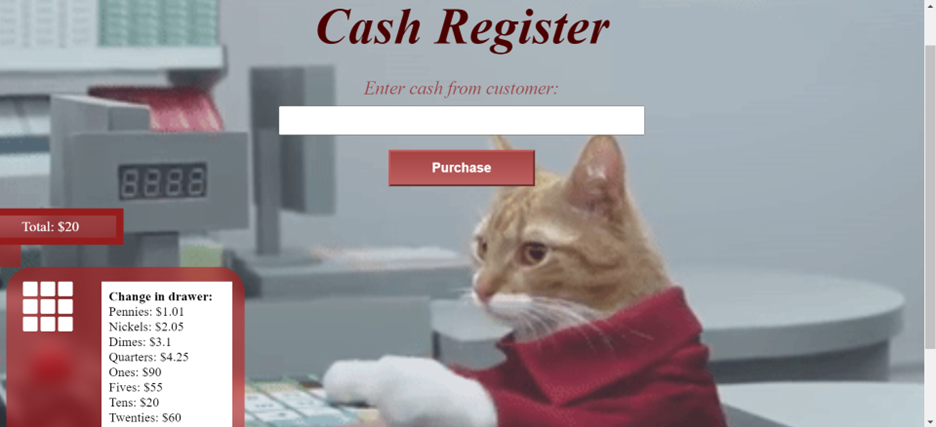 Cash Register
Enter cash from customer:
Purchase
8888
Total: $20
Change in drawer:
Pennies: $1.01
Nickels: $2.05
Dimes: $3.1
Quarters: $4.25
Ones: $90
Fives: $55
Tens: $20
Twenties: $60